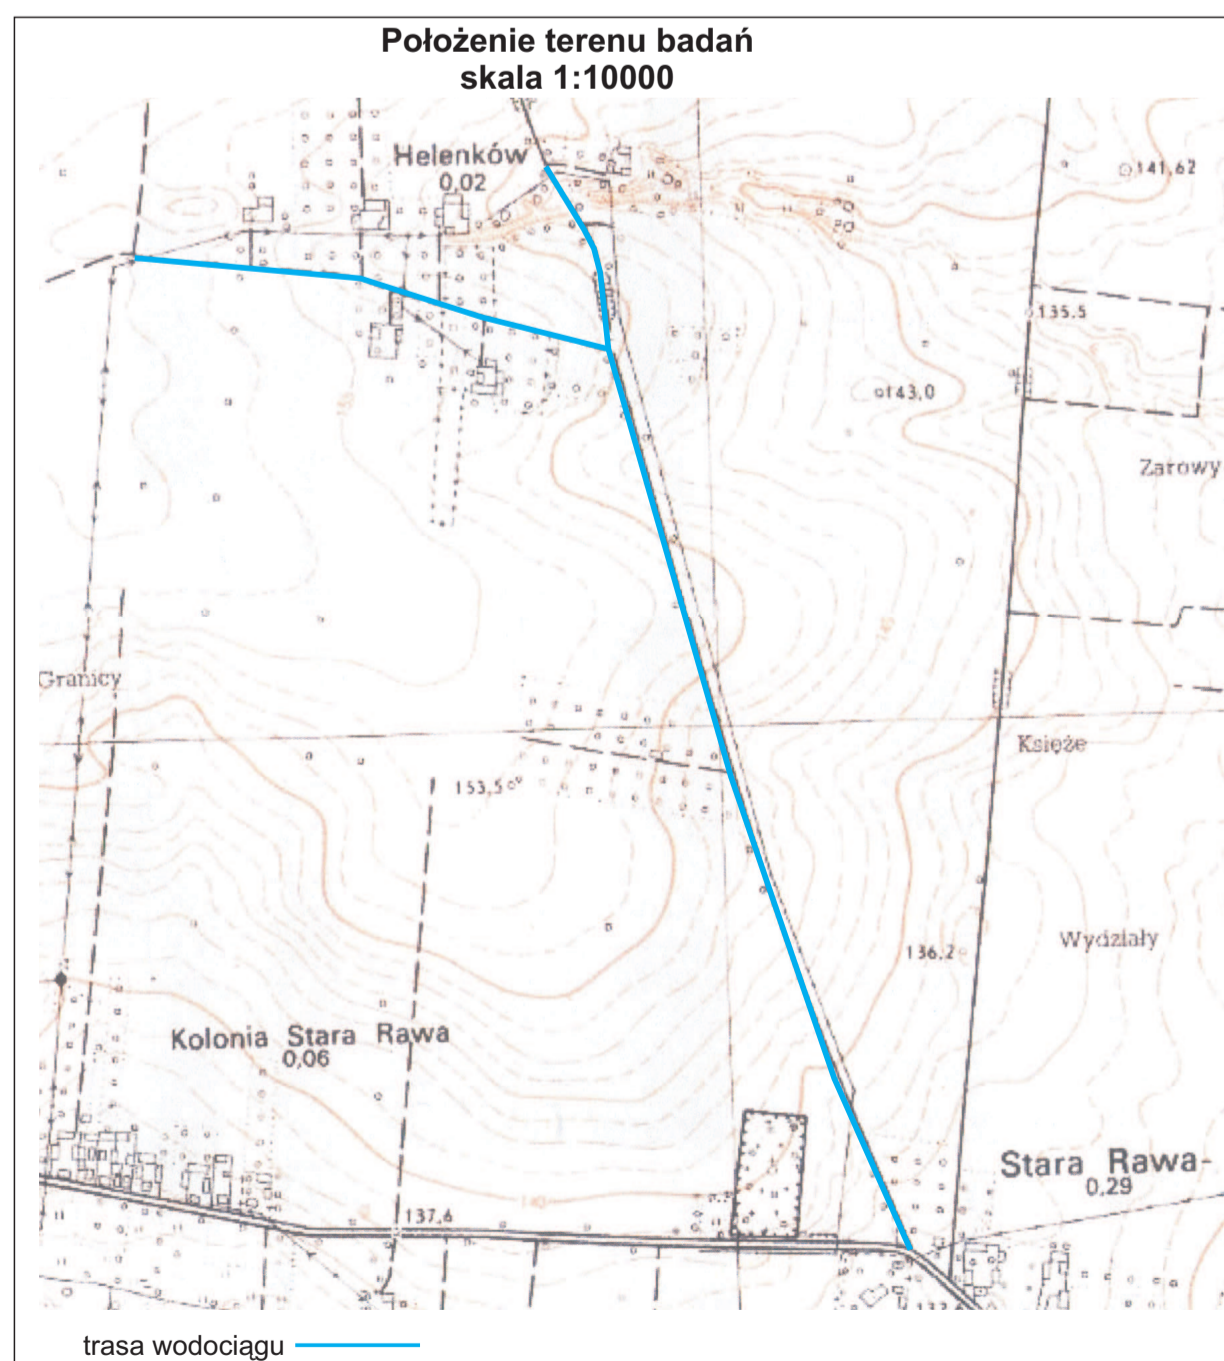 Położenie terenu badań
skala 1:10000
Helenków
0,02
141,62
135.5
143,0
Zarowy
Granicy
Księże
153,5
136,2
Wydziały
Kolonia Stara Rawa
0,06
Stara Rawa
0,29
137,6
trasa wodociągu